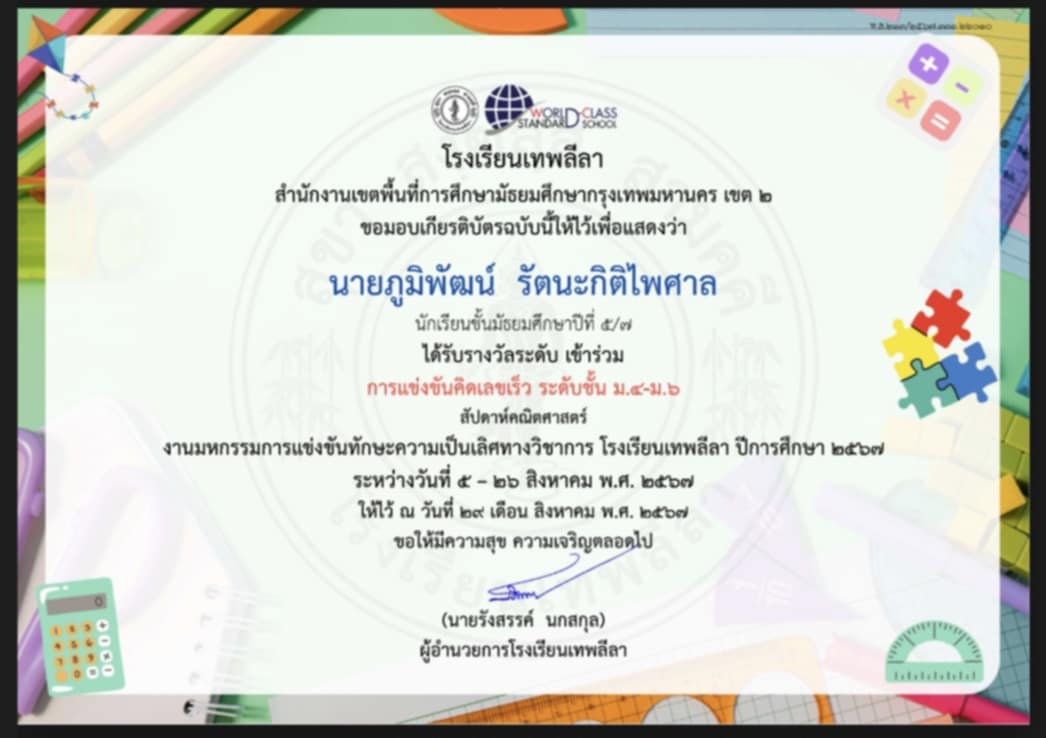 WORLD-CLASS
STANDARD SCHOOL
โรงเรียนเทพลีลา
สำนักงานเขตพื้นที่การศึกษามัธยมศึกษากรุงเทพมหานคร เขต ๒
ขอมอบเกียรติบัตรฉบับนี้ให้ไว้เพื่อแสดงว่า
นายภูมิพัฒน์ รัตนะกิติไพศาล
นักเรียนชั้นมัธยมศึกษาปีที่ ๕/๗
ได้รับรางวัลระดับ เข้าร่วม
การแข่งขันคิดเลขเร็ว ระดับชั้น ม.๔-ม.๖
สัปดาห์คณิตศาสตร์
งานมหกรรมการแข่งขันทักษะความเป็นเลิศทางวิชาการ โรงเรียนเทพลีลา ปีการศึกษา ๒๕๖๗
ระหว่างวันที่ ๕ – ๒๖ สิงหาคม พ.ศ. ๒๕๖๗
ให้ไว้ ณ วันที่ ๒๙ เดือน สิงหาคม พ.ศ. ๒๕๖๗
ขอให้มีความสุข ความเจริญตลอดไป
(นายรังสรรค์ นกสกุล)
ผู้อำนวยการโรงเรียนเทพลีลา